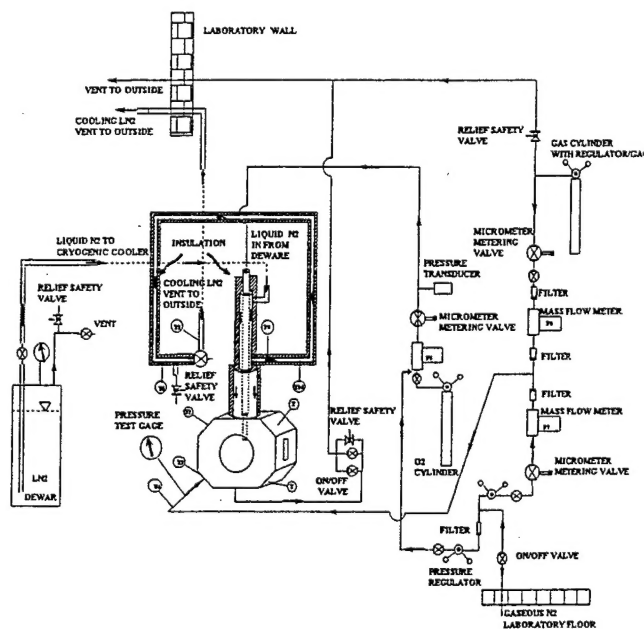 LABORATORY WALL
VENT TO OUTSIDE
COOLING LN2
VENT TO OUTSIDE
RELIEF SAFETY
VALVE
GAS CYLINDER
WITH REGULATOR/GAG
LIQUID N2 TO
CRYOGENIC COOLER
INSULATION
LIQUID N2
IN FROM
DEWARE
MICROMETER
METERING VALVE
PRESSURE
TRANSDUCER
RELIEF SAFETY
VALVE
COOLING LN2
VENT TO
OUTSIDE
FILTER
VENT
MICROMETER
METERING VALVE
MASS FLOW METER
FILTER
RELIEF
SAFETY
VALVE
FILTER
PRESSURE
TEST GAGE
RELIEF SAFETY
VALVE
MASS FLOW METER
O2
CYLINDER
MICROMETER
METERING VALVE
LN2
DEWAR
ON/OFF
VALVE
FILTER
ON/OFF VALVE
PRESSURE
REGULATOR
GASEOUS N2
LABORATORY FLOOR